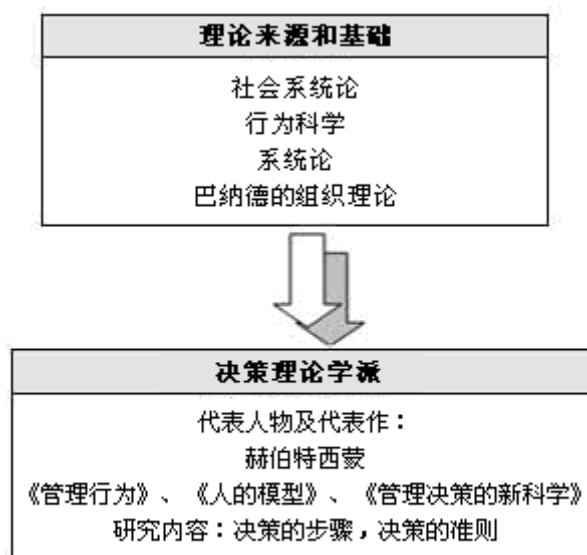 理论来源和基础
社会系统论
行为科学
系统论
巴纳德的组织理论
决策理论学派
代表人物及代表作：
赫伯特西蒙
《管理行为》、《人的模型》、《管理决策的新科学》
研究内容：决策的步骤，决策的准则